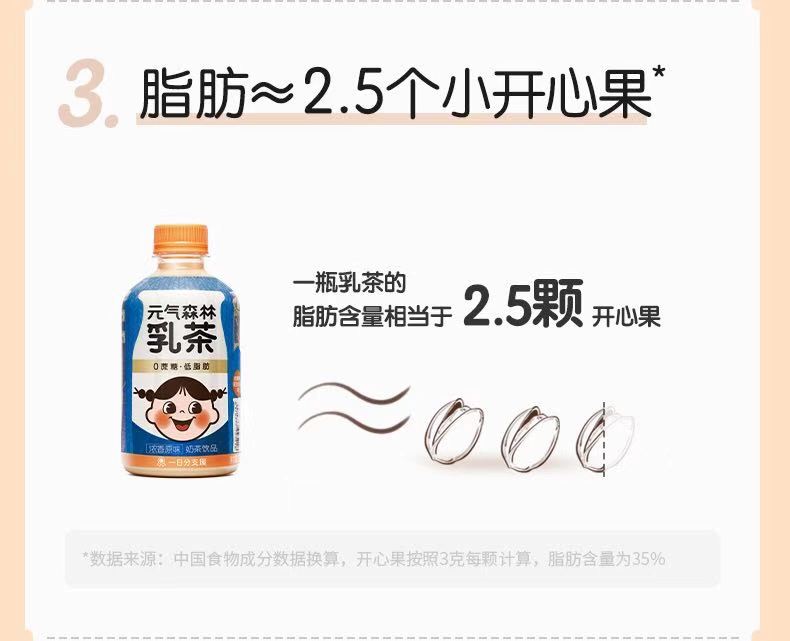 3.
脂肪≈2.5个小开心果*
一瓶乳茶的
脂肪含量相当于 2.5颗 开心果
元气森林
乳茶
0蔗糖·低脂肪
浓香原味 奶茶饮品
一日分支援
*数据来源：中国食物成分数据换算，开心果按照3克每颗计算，脂肪含量为35%